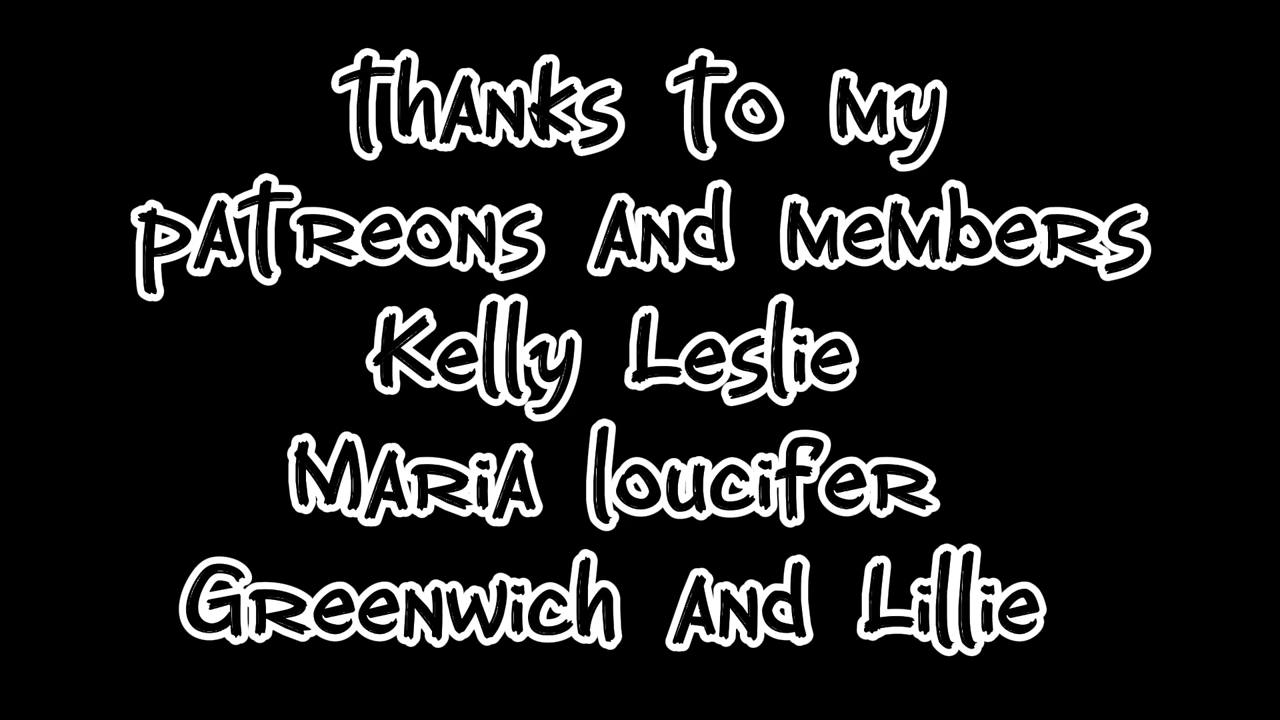 Thanks to my
patreons and members
Kelly Leslie
Maria loucifer
Greenwich and Lillie